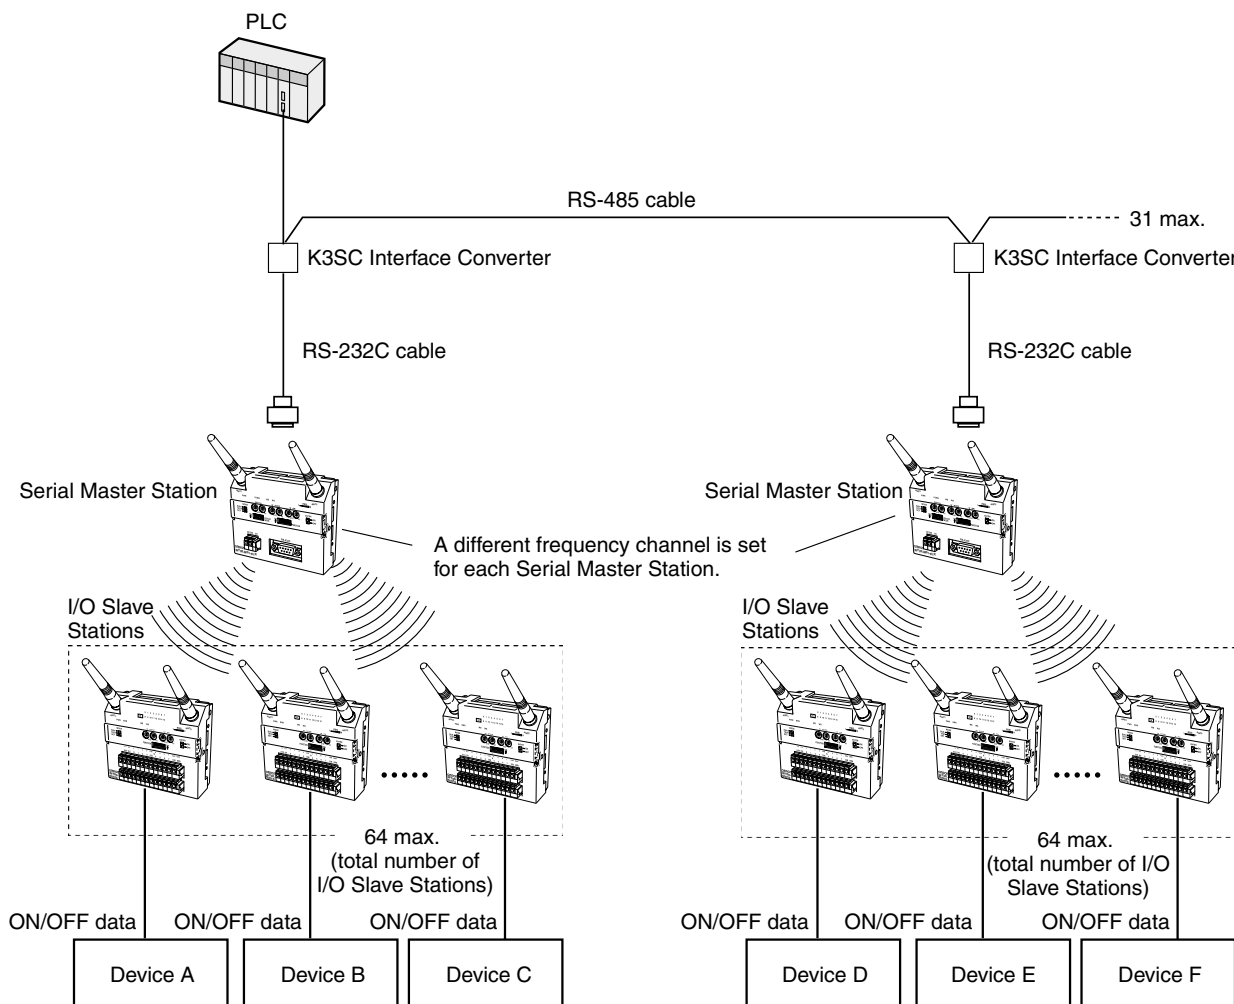 PLC
RS-485 cable
31 max.
K3SC Interface Converter
K3SC Interface Converter
RS-232C cable
RS-232C cable
Serial Master Station
Serial Master Station
A different frequency channel is set
for each Serial Master Station.
I/O Slave
Stations
I/O Slave
Stations
64 max.
(total number of
I/O Slave Stations)
64 max.
(total number of I/O
Slave Stations)
ON/OFF data
ON/OFF data
ON/OFF data
ON/OFF data
ON/OFF data
ON/OFF data
Device A
Device B
Device C
Device D
Device E
Device F